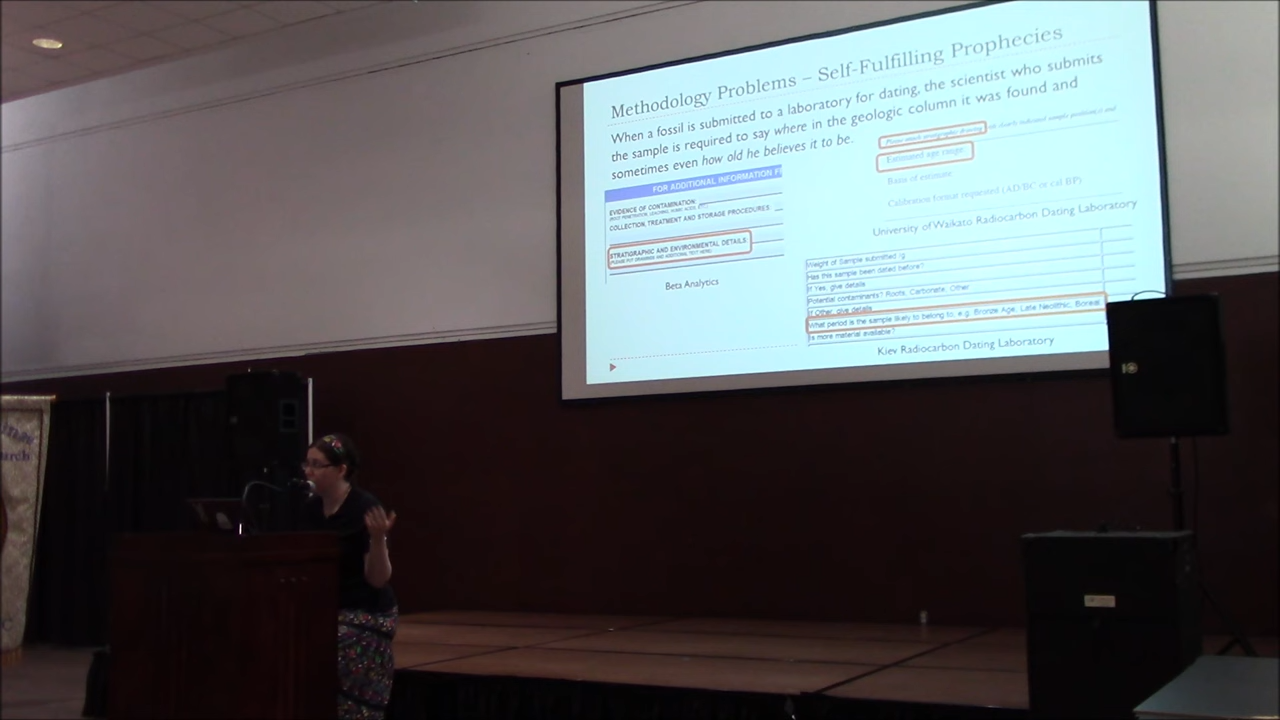 Methodology Problems – Self-Fulfilling Prophecies
When a fossil is submitted to a laboratory for dating, the scientist who submits
the sample is required to say where in the geologic column it was found and
sometimes even how old he believes it to be.
FOR ADDITIONAL INFORMATION
EVIDENCE OF CONTAMINATION:
COLLECTION, TREATMENT AND STORAGE PROCEDURES:
STRATIGRAPHIC AND ENVIRONMENTAL DETAILS:
Beta Analytics
Please attach stratigraphic drawing
Estimated age range
Basis of estimate
Calibration format requested (AD/BC or cal BP)
University of Waikato Radiocarbon Dating Laboratory
Weight of Sample submitted
Has this sample been dated before?
If Yes, give details
Potential contaminants? Roots, Carbonate, Other
If Other, give details
What period is the sample likely to belong to, e.g. Bronze Age, Late Neolithic, Boreal
Is more material available?
Kiev Radiocarbon Dating Laboratory